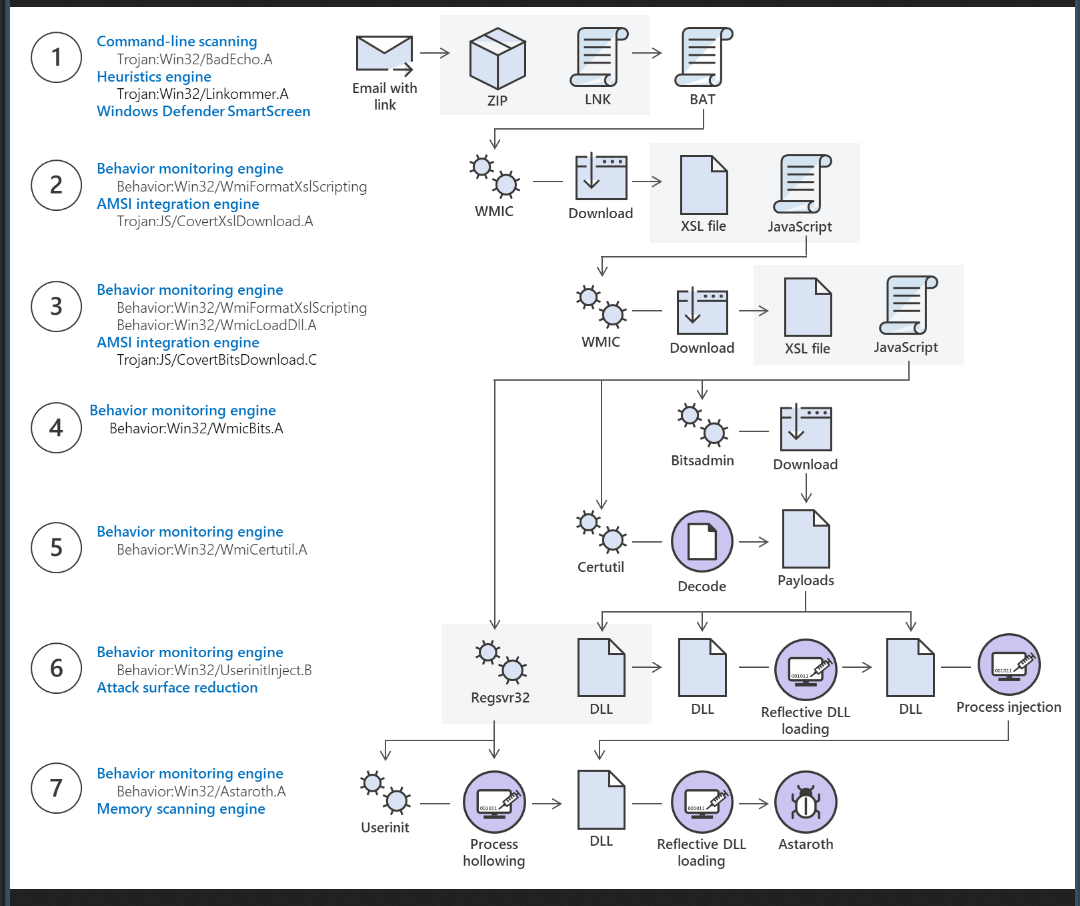 1
Command-line scanning
Trojan:Win32/BadEcho.A
Heuristics engine
Trojan:Win32/Linkommer.A
Windows Defender SmartScreen
Email with
link
ZIP
LNK
BAT
2
Behavior monitoring engine
Behavior:Win32/WmiFormatXslScripting
AMSI integration engine
Trojan:JS/CovertXslDownload.A
WMIC
Download
XSL file
JavaScript
3
Behavior monitoring engine
Behavior:Win32/WmiFormatXslScripting
Behavior:Win32/WmicLoadDll.A
AMSI integration engine
Trojan:JS/CovertBitsDownload.C
WMIC
Download
XSL file
JavaScript
4
Behavior monitoring engine
Behavior:Win32/WmicBits.A
Bitsadmin
Download
5
Behavior monitoring engine
Behavior:Win32/WmiCertutil.A
Certutil
Decode
Payloads
6
Behavior monitoring engine
Behavior:Win32/UserinitInject.B
Attack surface reduction
Regsvr32
DLL
DLL
001011
Reflective DLL
loading
DLL
001011
Process injection
7
Behavior monitoring engine
Behavior:Win32/Astaroth.A
Memory scanning engine
Userinit
001011
Process
hollowing
DLL
001011
Reflective DLL
loading
Astaroth